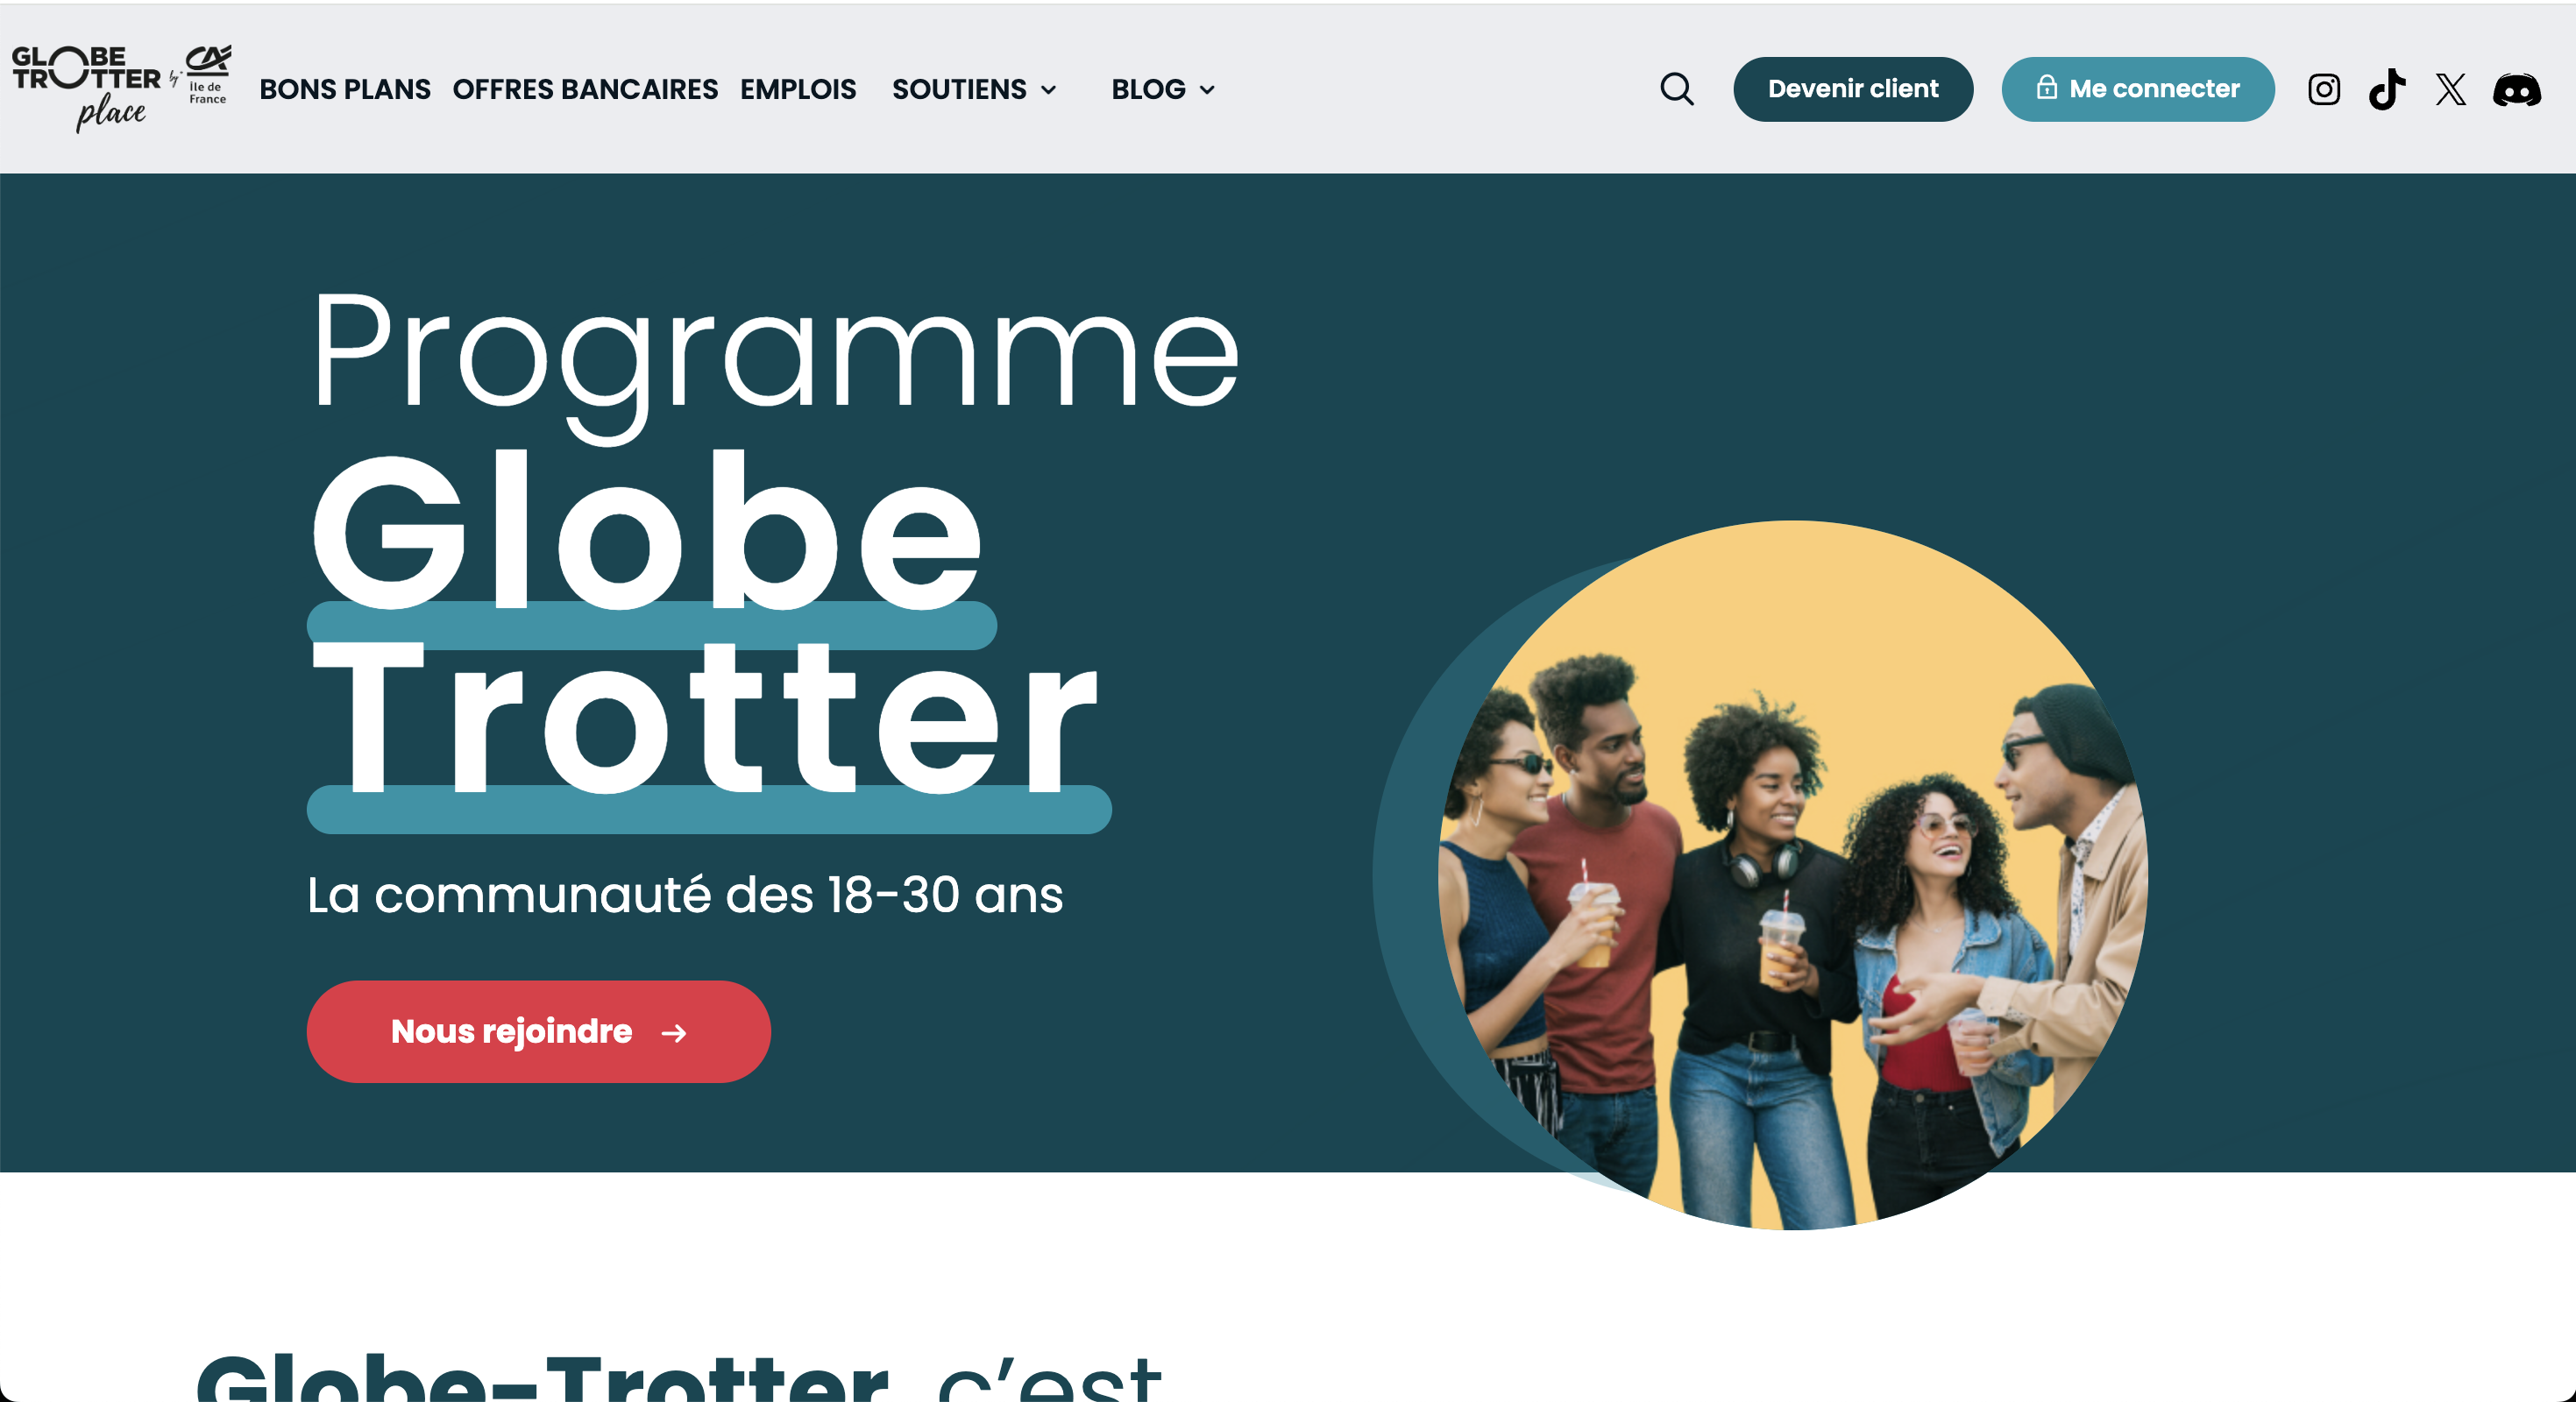 GLOBE
TROTTER
place
by
CA
Ile de
France
BONS PLANS
OFFRES BANCAIRES
EMPLOIS
SOUTIENS
BLOG
Devenir client
Me connecter
Programme
Globe
Trotter
La communauté des 18-30 ans
Nous rejoindre →
Globe-Trotter, c’est